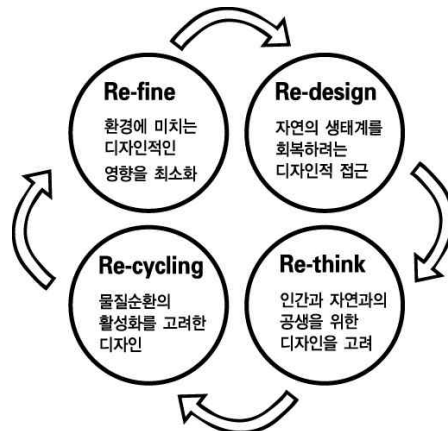 Re-fine
환경에 미치는
디자인적인
영향을 최소화
Re-design
자연의 생태계를
회복하려는
디자인적 접근
Re-cycling
물질순환의
활성화를 고려한
디자인
Re-think
인간과 자연과의
공생을 위한
디자인을 고려